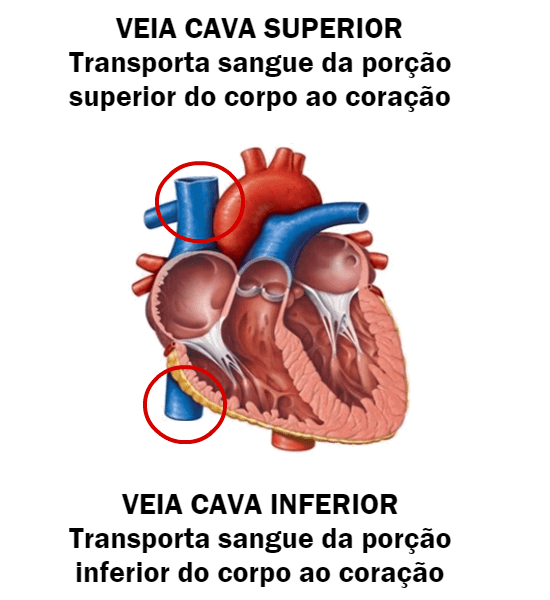 VEIA CAVA SUPERIOR
Transporta sangue da porção
superior do corpo ao coração
VEIA CAVA INFERIOR
Transporta sangue da porção
inferior do corpo ao coração